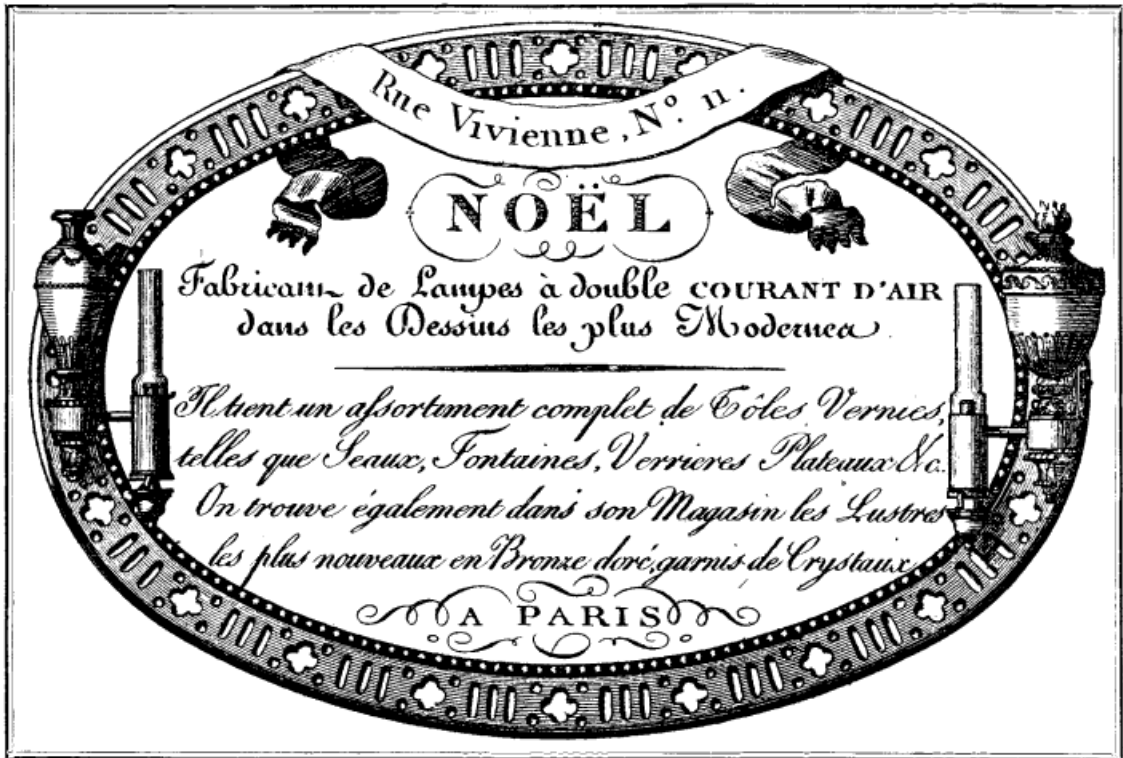 Rue Vivienne, Nº. 11.
NOËL
Fabricant de Lampes à double COURANT D'AIR
dans les Dessins les plus Modernes.
Il tient un assortiment complet de Tôles Vernies,
telles que Seaux, Fontaines, Verrieres Plateaux &c.
On trouve également dans son Magasin les Lustres
les plus nouveaux en Bronze doré, garnis de Crystaux
A PARIS